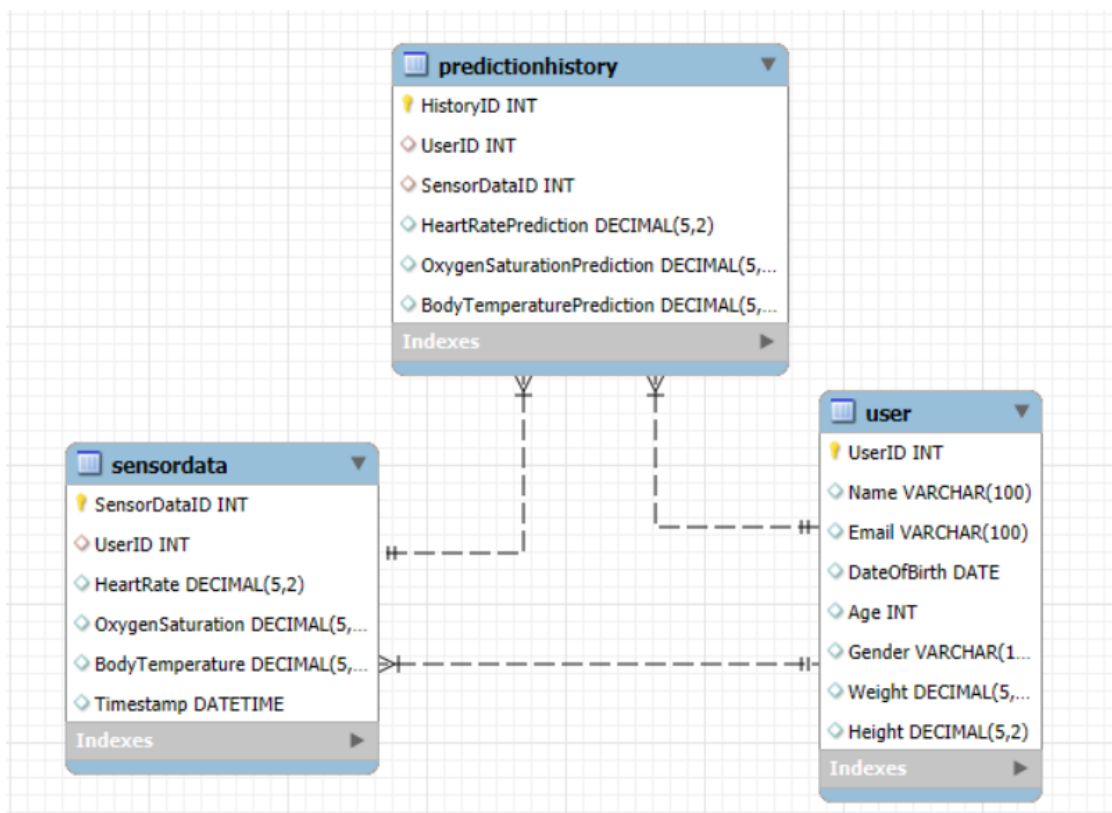 predictionhistory
HistoryID INT
UserID INT
SensorDataID INT
HeartRatePrediction DECIMAL(5,2)
OxygenSaturationPrediction DECIMAL(5,...
BodyTemperaturePrediction DECIMAL(5,...
Indexes
sensordata
SensorDataID INT
UserID INT
HeartRate DECIMAL(5,2)
OxygenSaturation DECIMAL(5,...
BodyTemperature DECIMAL(5,...
Timestamp DATETIME
Indexes
user
UserID INT
Name VARCHAR(100)
Email VARCHAR(100)
DateOfBirth DATE
Age INT
Gender VARCHAR(1...
Weight DECIMAL(5,...
Height DECIMAL(5,2)
Indexes